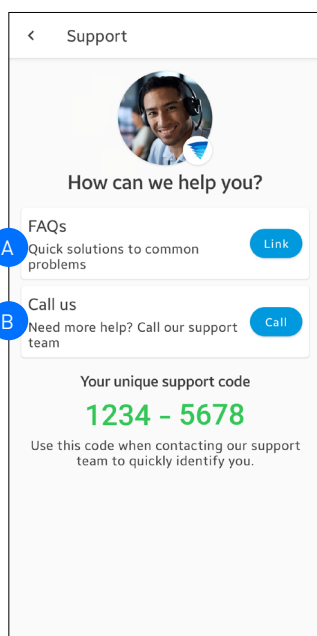 Support
How can we help you?
FAQs
Quick solutions to common
problems
Link
A
Call us
Need more help? Call our support
team
Call
B
Your unique support code
1234 - 5678
Use this code when contacting our support
team to quickly identify you.